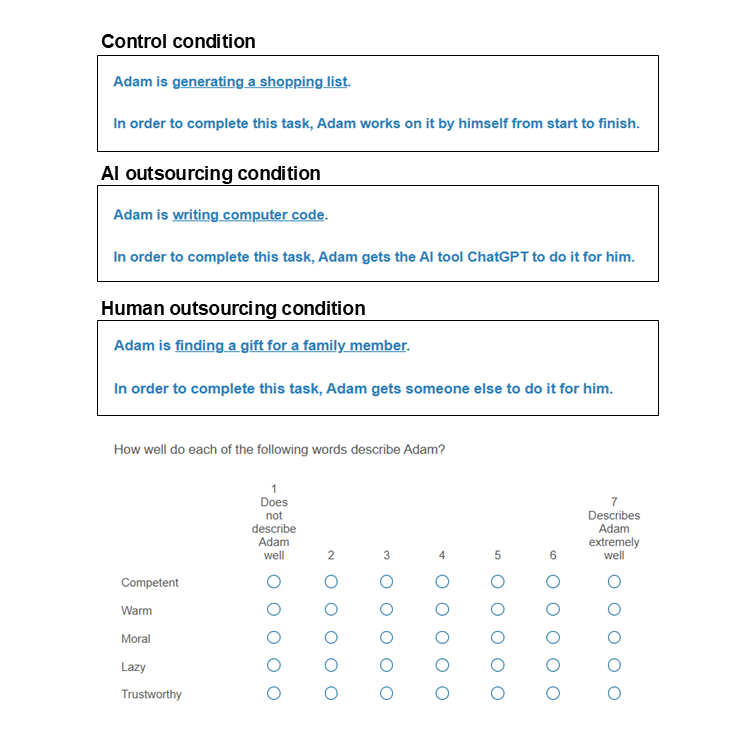 Control condition
Adam is generating a shopping list.
In order to complete this task, Adam works on it by himself from start to finish.
AI outsourcing condition
Adam is writing computer code.
In order to complete this task, Adam gets the AI tool ChatGPT to do it for him.
Human outsourcing condition
Adam is finding a gift for a family member.
In order to complete this task, Adam gets someone else to do it for him.
How well do each of the following words describe Adam?
1
Does
not
describe
Adam
well
2
3
4
5
6
7
Describes
Adam
extremely
well
Competent
Warm
Moral
Lazy
Trustworthy